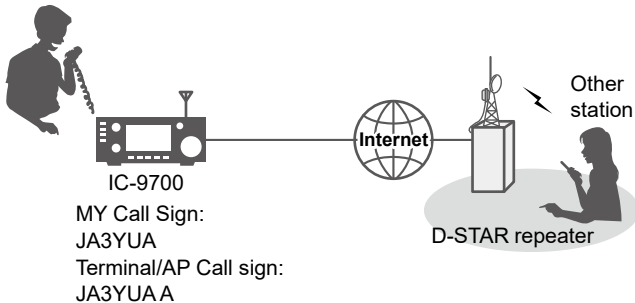 Other
station
Internet
IC-9700
MY Call Sign:
JA3YUA
Terminal/AP Call sign:
JA3YUA A
D-STAR repeater